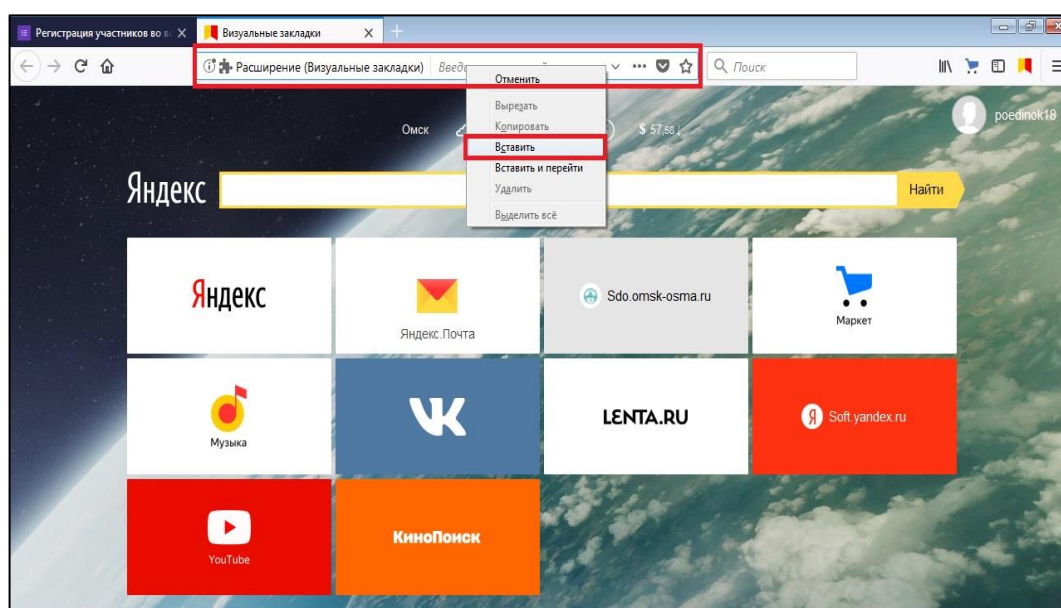 Регистрация участников во в
Визуальные закладки
Расширение (Визуальные закладки)
Поиск
Отменить
Вырезать
Копировать
Вставить
Вставить и перейти
Удалить
Выделить всё
Омск
$ 57,58 ↓
poedinok18
Яндекс
Найти
Яндекс
Яндекс.Почта
Sdo.omsk-osma.ru
Маркет
Музыка
LENTA.RU
Я Soft.yandex.ru
YouTube
КиноПоиск